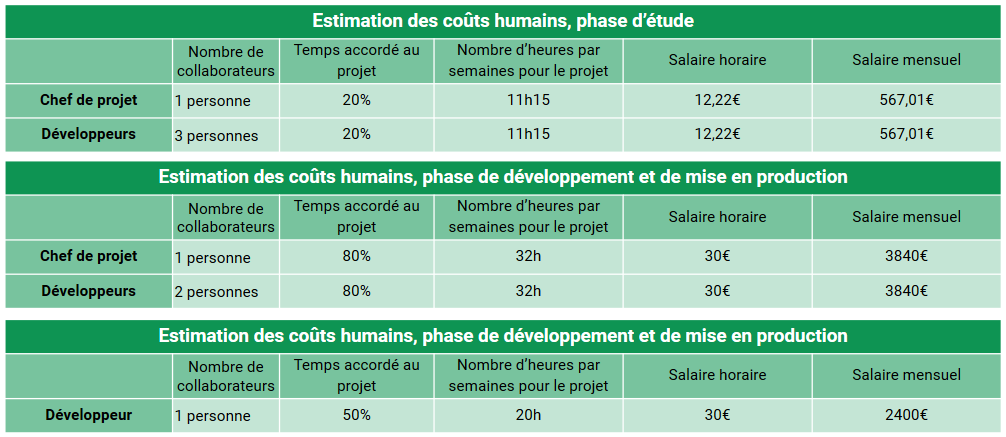 Estimation des coûts humains, phase d'étude
Nombre de collaborateurs Temps accordé au projet Nombre d'heures par semaines pour le projet Salaire horaire Salaire mensuel
Chef de projet 1 personne 20% 11h15 12,22€ 567,01€
Développeurs 3 personnes 20% 11h15 12,22€ 567,01€
Estimation des coûts humains, phase de développement et de mise en production
Nombre de collaborateurs Temps accordé au projet Nombre d'heures par semaines pour le projet Salaire horaire Salaire mensuel
Chef de projet 1 personne 80% 32h 30€ 3840€
Développeurs 2 personnes 80% 32h 30€ 3840€
Estimation des coûts humains, phase de développement et de mise en production
Nombre de collaborateurs Temps accordé au projet Nombre d'heures par semaines pour le projet Salaire horaire Salaire mensuel
Développeur 1 personne 50% 20h 30€ 2400€